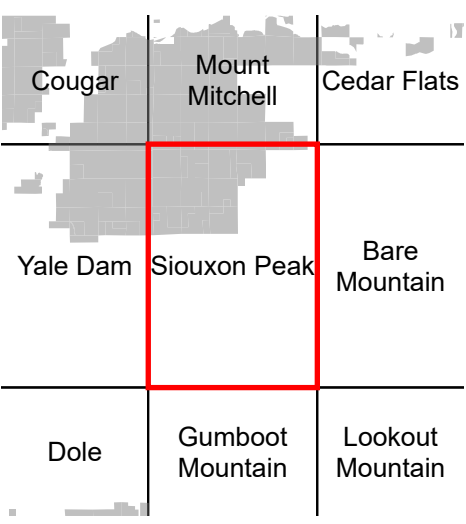 Cougar
Mount
Mitchell
Cedar Flats
Yale Dam
Siouxon Peak
Bare
Mountain
Dole
Gumboot
Mountain
Lookout
Mountain